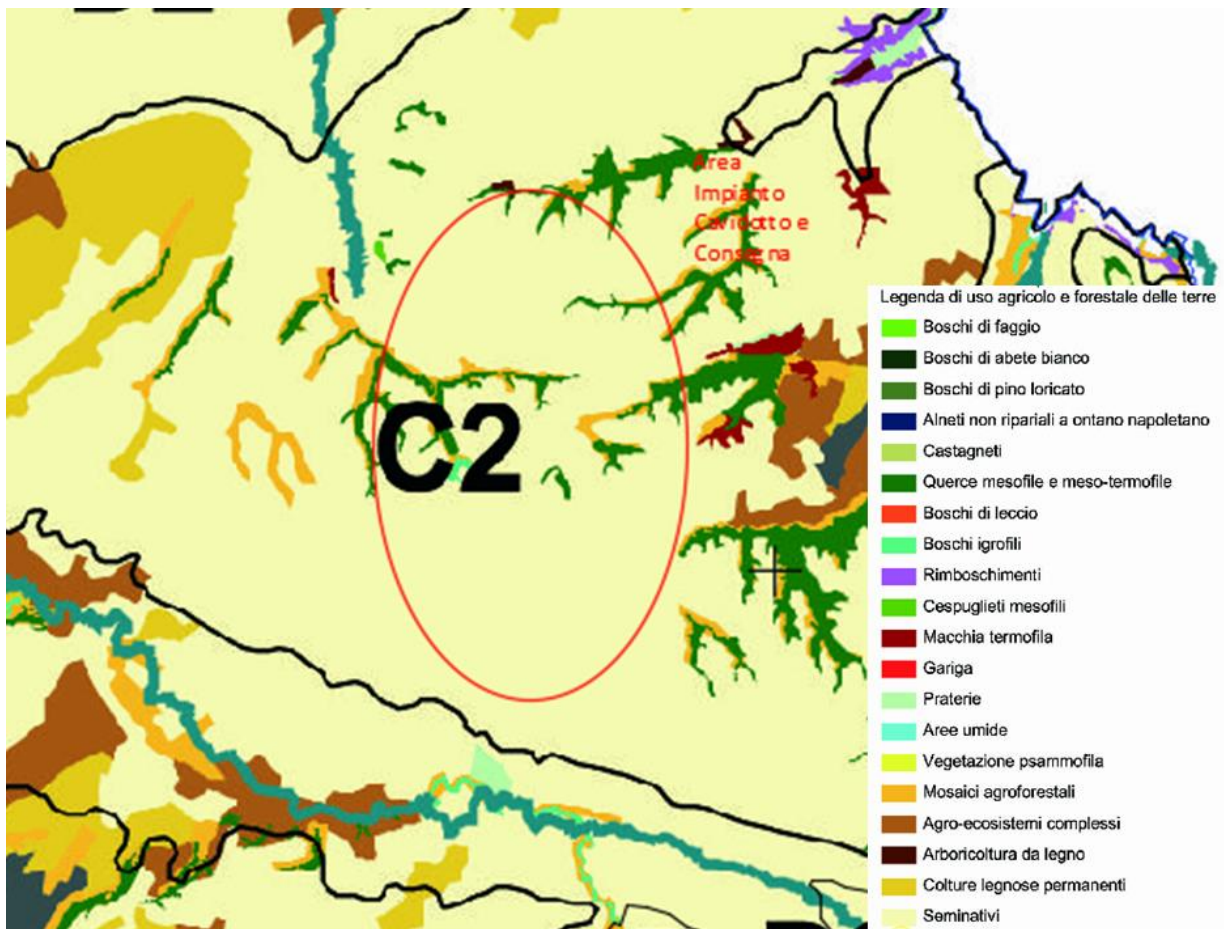 Area
Impianto
Cavidotto e
Consegna
C2
Legenda di uso agricolo e forestale delle terre
Boschi di faggio
Boschi di abete bianco
Boschi di pino loricato
Alneti non ripariali a ontano napoletano
Castagneti
Querce mesofile e meso-termofile
Boschi di leccio
Boschi igrofili
Rimboschimenti
Cespuglieti mesofili
Macchia termofila
Gariga
Praterie
Aree umide
Vegetazione psammofila
Mosaici agroforestali
Agro-ecosistemi complessi
Arboricoltura da legno
Colture legnose permanenti
Seminativi